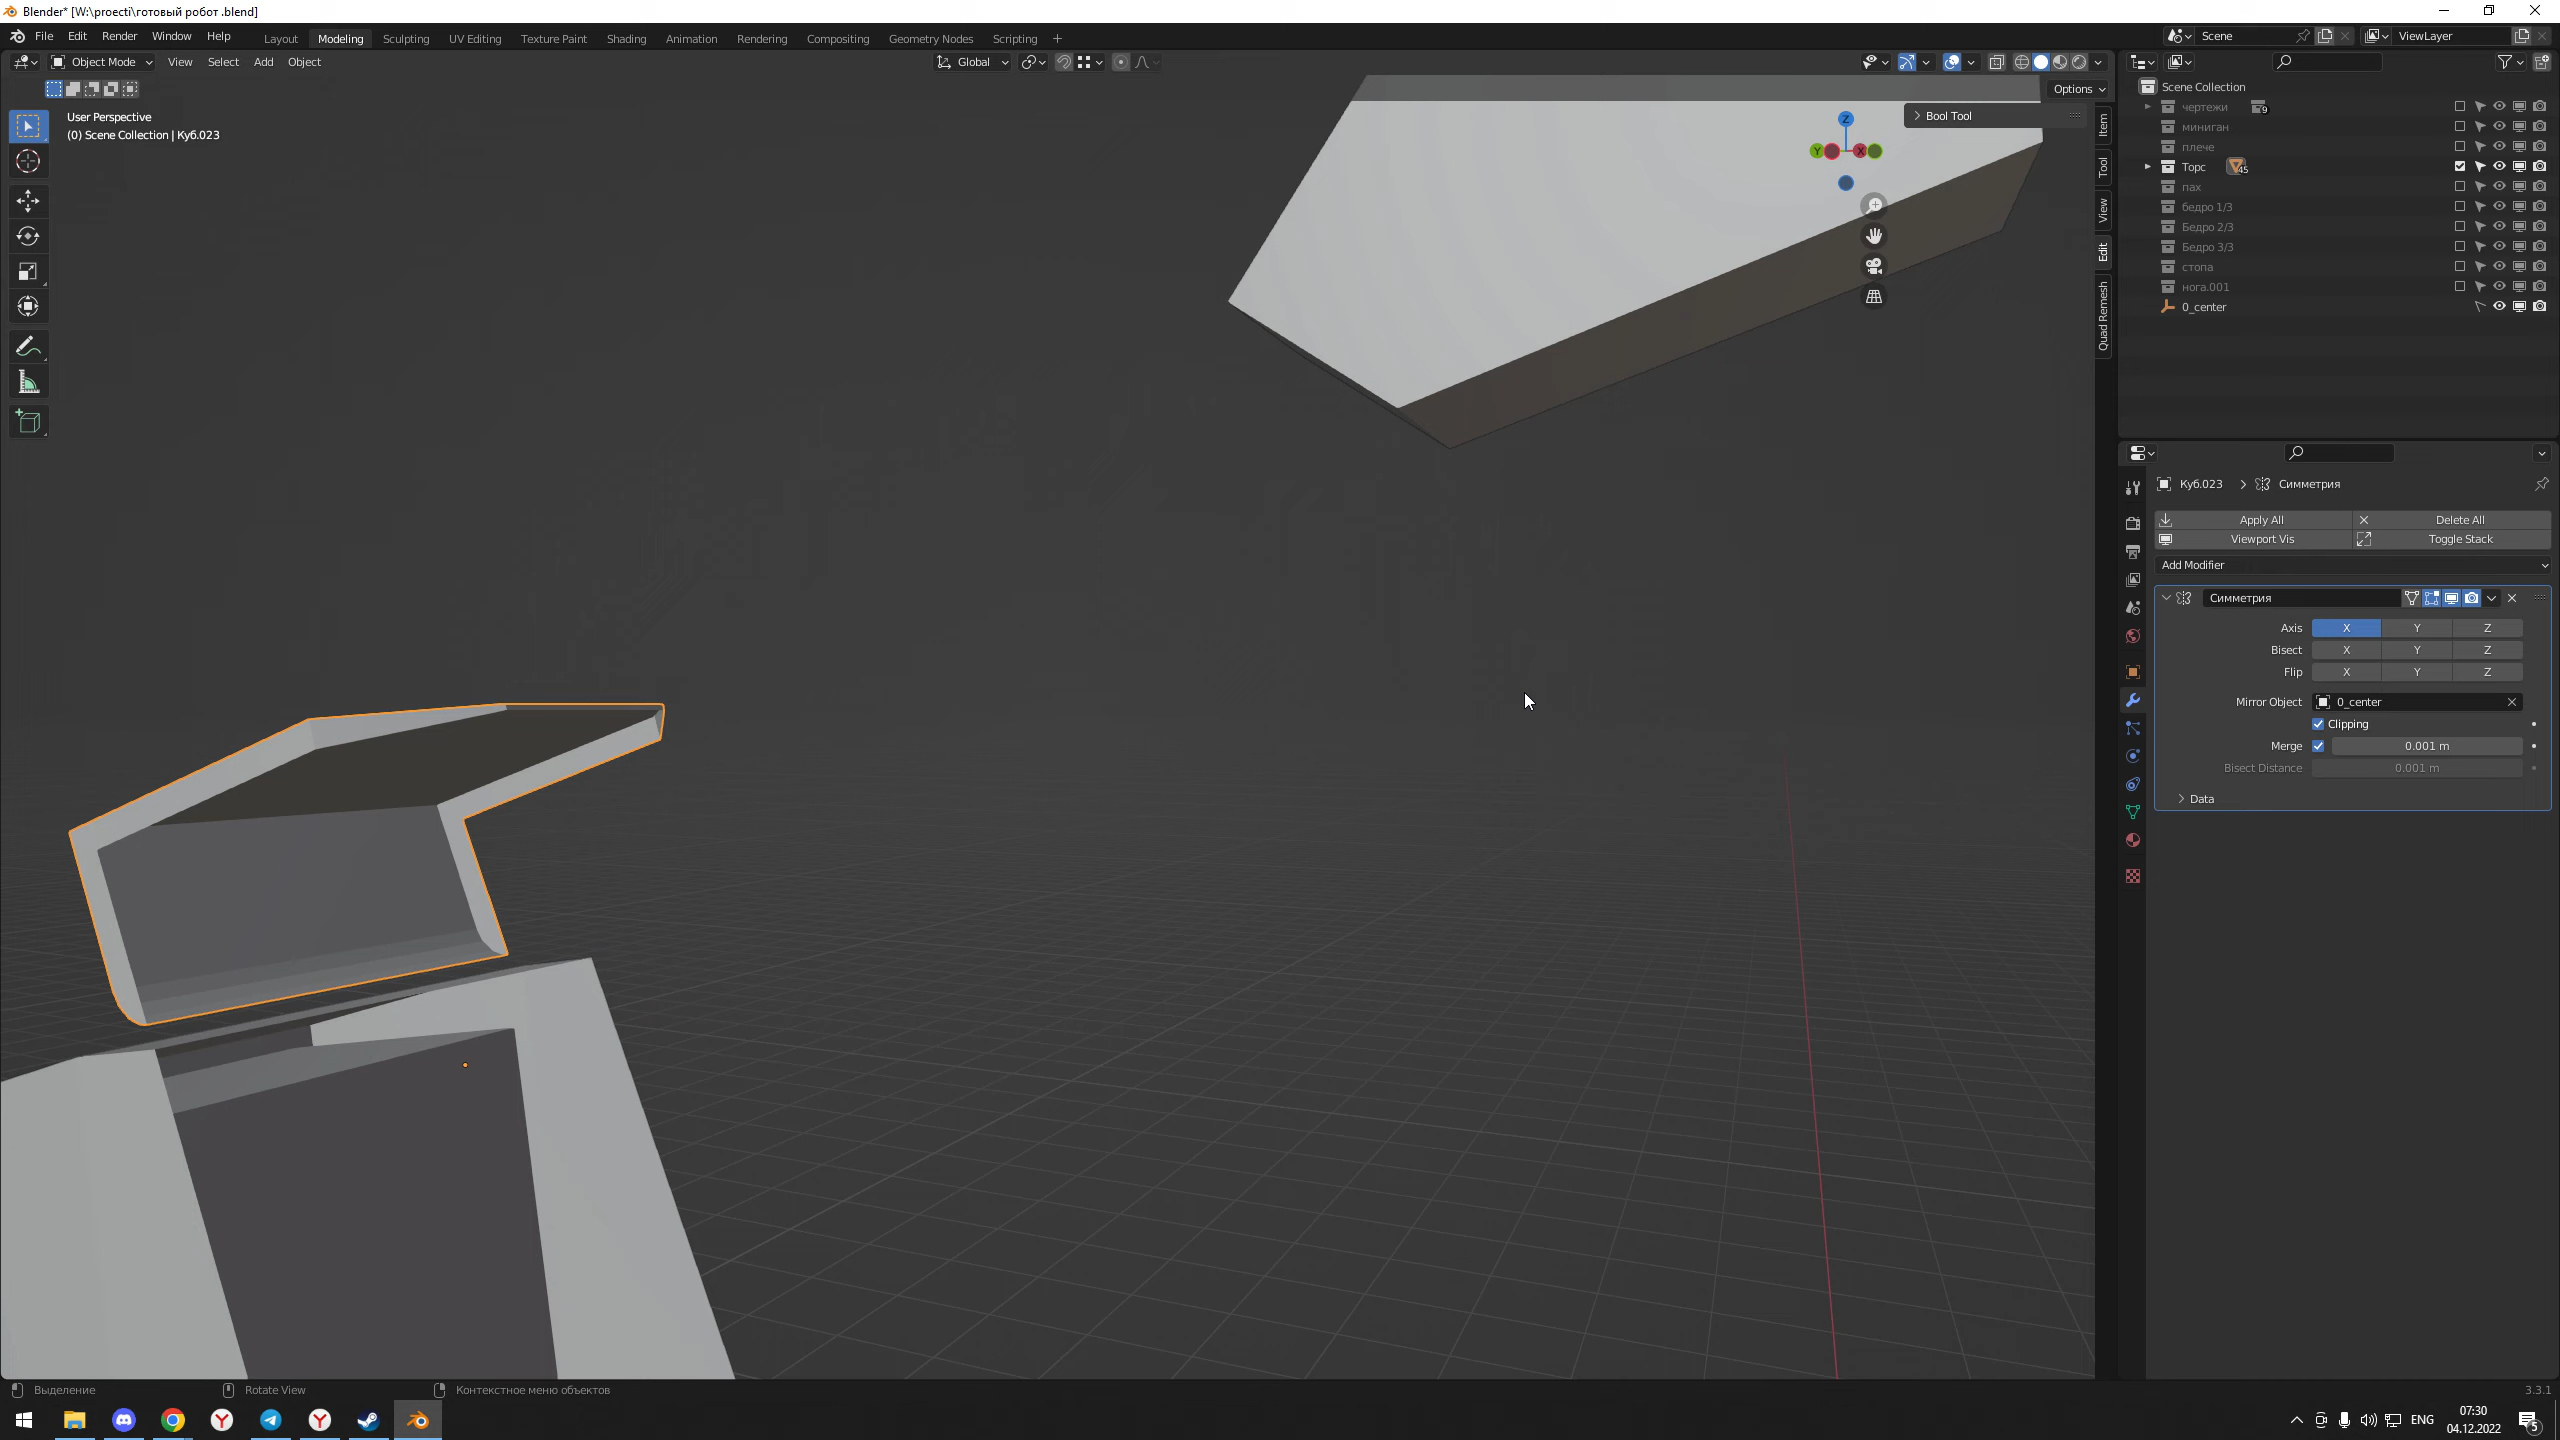 Blender* [W:\proecti\готовый робот .blend]
File Edit Render Window Help
Layout Modeling Sculpting UV Editing Texture Paint Shading Animation Rendering Compositing Geometry Nodes Scripting +
Scene ViewLayer
Object Mode View Select Add Object Global
Options
User Perspective
(0) Scene Collection | Куб.023
Bool Tool
Z
Y X
Item
Tool
View
Edit
Quad Remesh
Scene Collection
чертежи 9
миниган
плече
Торс 45
пах
бедро 1/3
Бедро 2/3
Бедро 3/3
стопа
нога.001
0_center
Куб.023 > Симметрия
Apply All Delete All
Viewport Vis Toggle Stack
Add Modifier
Симметрия
Axis X Y Z
Bisect X Y Z
Flip X Y Z
Mirror Object 0_center
Clipping
Merge 0.001 m
Bisect Distance 0.001 m
Data
Выделение Rotate View Контекстное меню объектов
3.3.1
ENG
07:30
04.12.2022
5